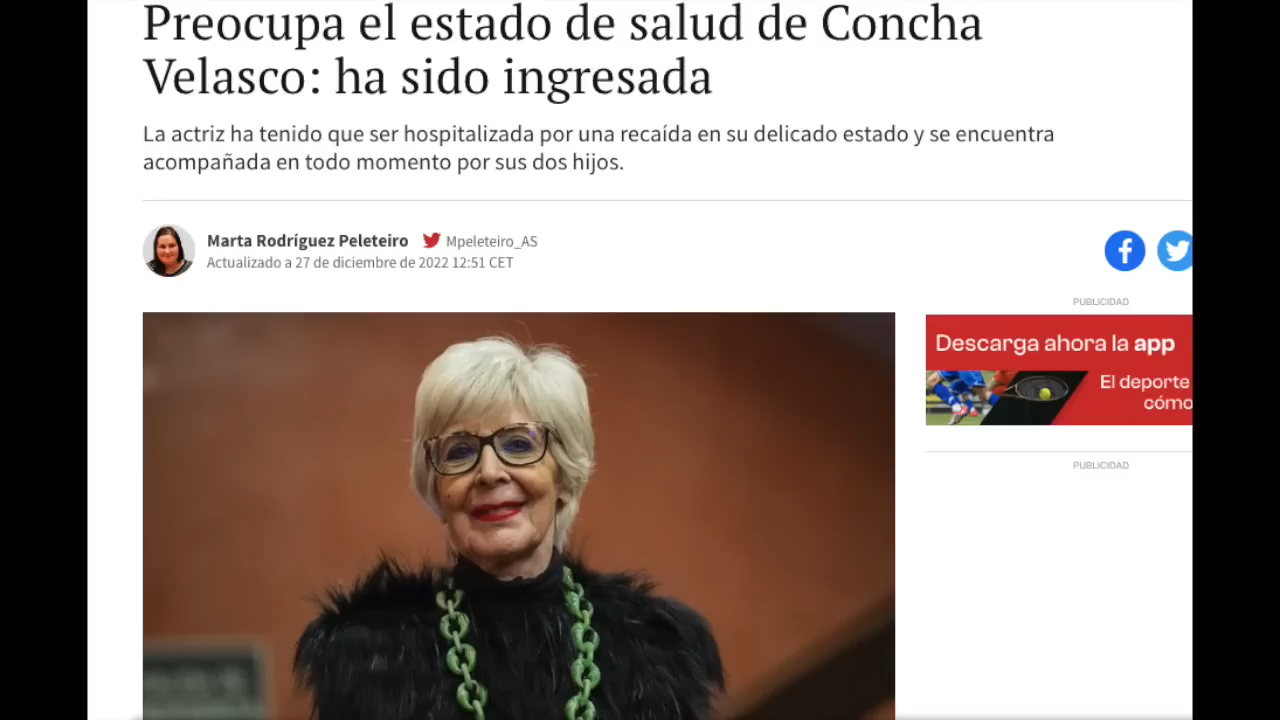 Preocupa el estado de salud de Concha
Velasco: ha sido ingresada
La actriz ha tenido que ser hospitalizada por una recaída en su delicado estado y se encuentra
acompañada en todo momento por sus dos hijos.
Marta Rodríguez Peleteiro Mpeleteiro_AS
Actualizado a 27 de diciembre de 2022 12:51 CET
PUBLICIDAD
Descarga ahora la app
El deporte
cómo
PUBLICIDAD